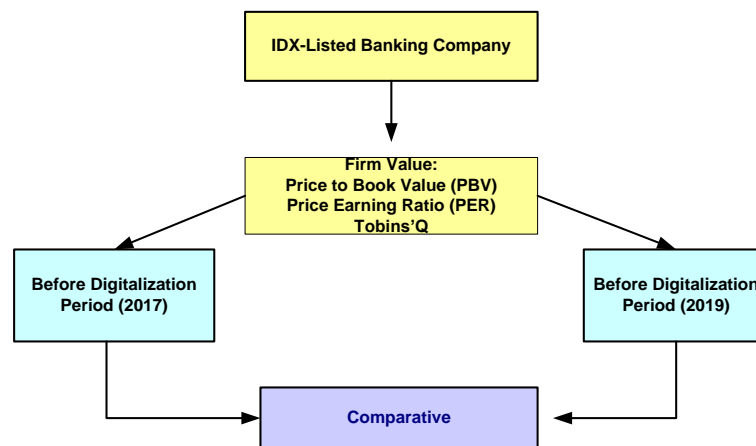 IDX-Listed Banking Company
Firm Value:
Price to Book Value (PBV)
Price Earning Ratio (PER)
Tobins'Q
Before Digitalization
Period (2017)
Before Digitalization
Period (2019)
Comparative